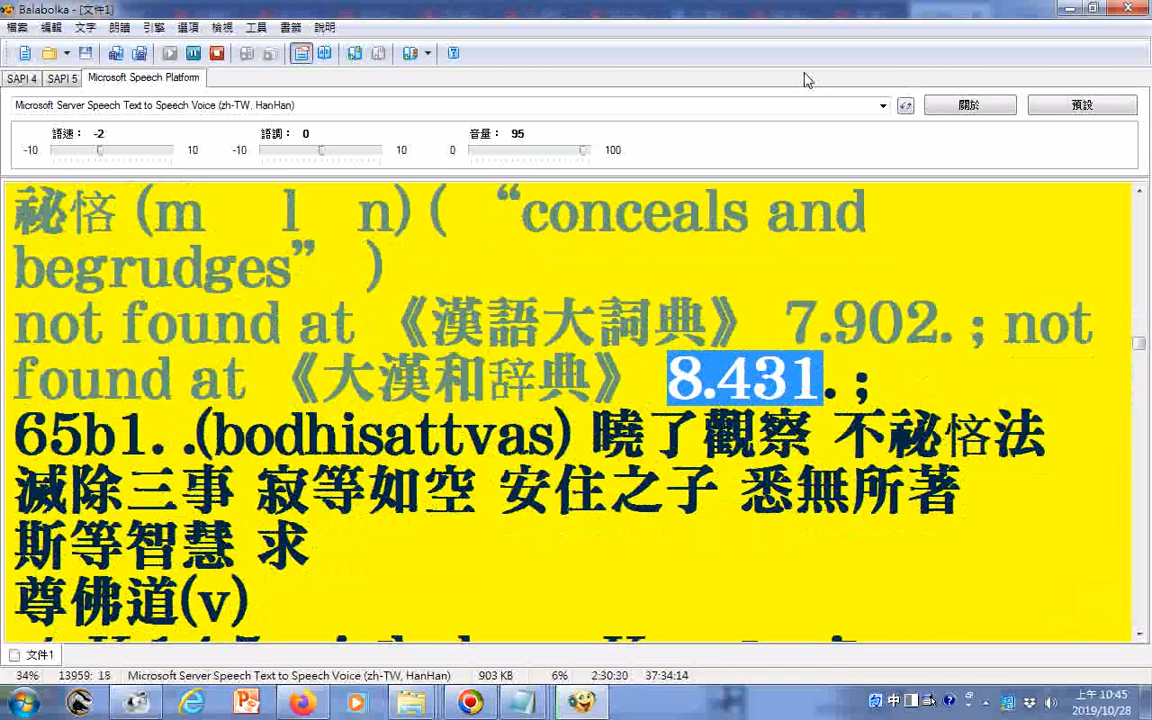 Balabolka - [文件1]
檔案 編輯 文字 朗讀 引擎 選項 檢視 工具 書籤 說明
SAPI 4 SAPI 5 Microsoft Speech Platform
Microsoft Server Speech Text to Speech Voice (zh-TW, HanHan) 關於 預設
語速： -2 語調： 0 音量： 95
-10 10 -10 10 0 100
祕悋 (m l n) ( “conceals and
begrudges” )
not found at 《漢語大詞典》 7.902. ; not
found at 《大漢和辞典》 8.431. ;
65b1. .(bodhisattvas) 曉了觀察 不祕悋法
滅除三事 寂等如空 安住之子 悉無所著
斯等智慧 求
尊佛道(v)
文件1
34% 13959: 18 Microsoft Server Speech Text to Speech Voice (zh-TW, HanHan) 903 KB 6% 2:30:30 37:34:14
中 上午 10:45
2019/10/28